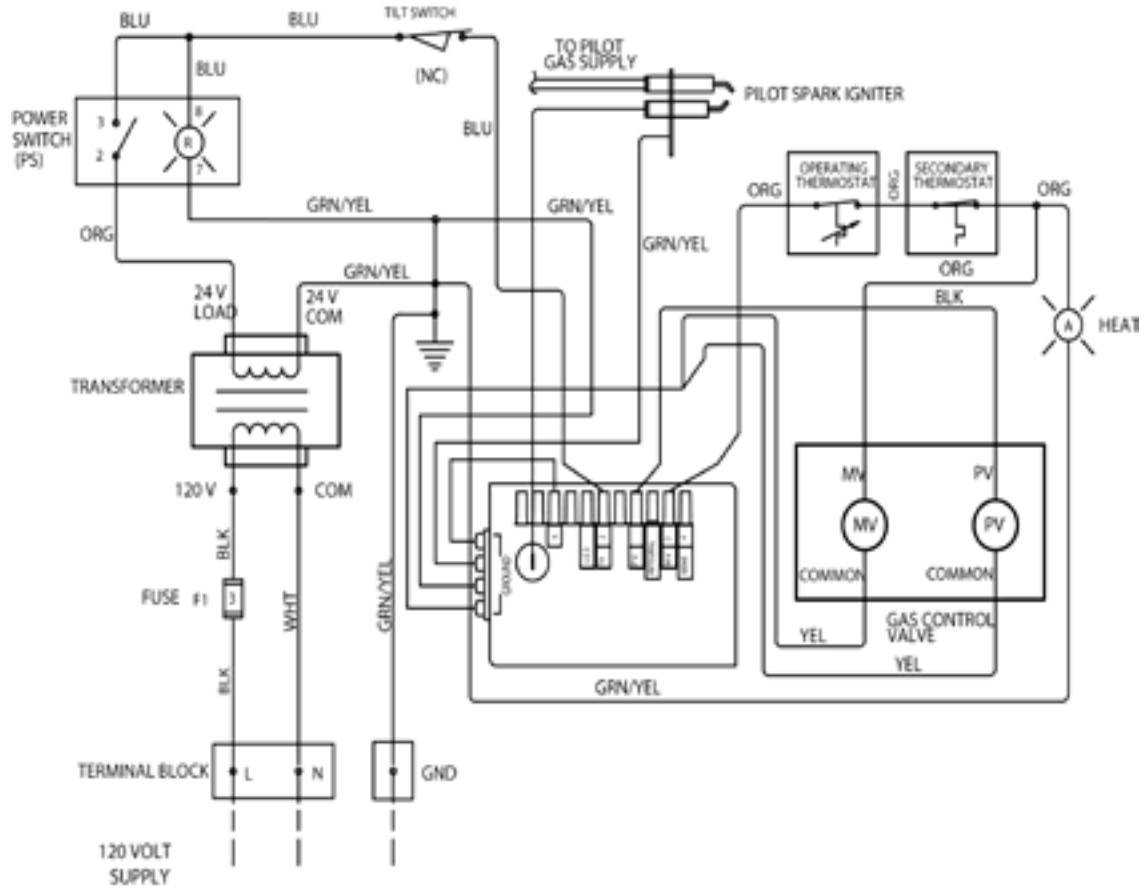 BLU
BLU
TILT SWITCH
BLU
(NC)
TO PILOT
GAS SUPPLY
PILOT SPARK IGNITER
POWER
SWITCH
(PS)
3
2
8
R
7
BLU
ORG
OPERATING
THERMOSTAT
ORG
SECONDARY
THERMOSTAT
ORG
GRN/YEL
GRN/YEL
GRN/YEL
ORG
GRN/YEL
ORG
BLK
24 V
LOAD
24 V
COM
A
HEAT
TRANSFORMER
120 V
COM
MV
PV
MV
PV
COMMON
COMMON
GAS CONTROL
VALVE
GROUND
BLK
FUSE
F1
3
WHT
GRN/YEL
YEL
YEL
BLK
GRN/YEL
TERMINAL BLOCK
L
N
GND
120 VOLT
SUPPLY